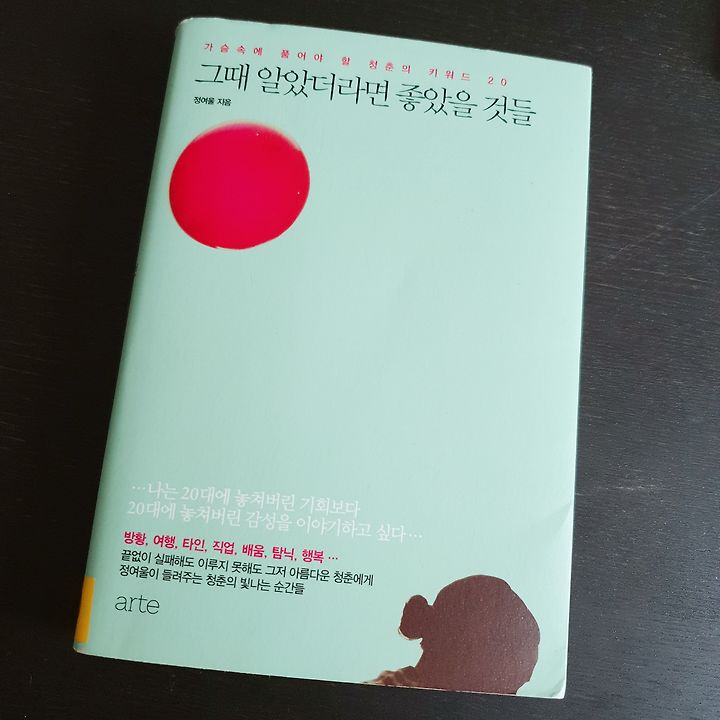 가슴속에 품어야 할 청춘의 키워드 20
그때 알았더라면 좋았을 것들
정여울 지음
…나는 20대에 놓쳐버린 기회보다
20대에 놓쳐버린 감성을 이야기하고 싶다…
방황, 여행, 타인, 직업, 배움, 탐닉, 행복…
끝없이 실패해도 이루지 못해도 그저 아름다운 청춘에게
정여울이 들려주는 청춘의 빛나는 순간들
arte